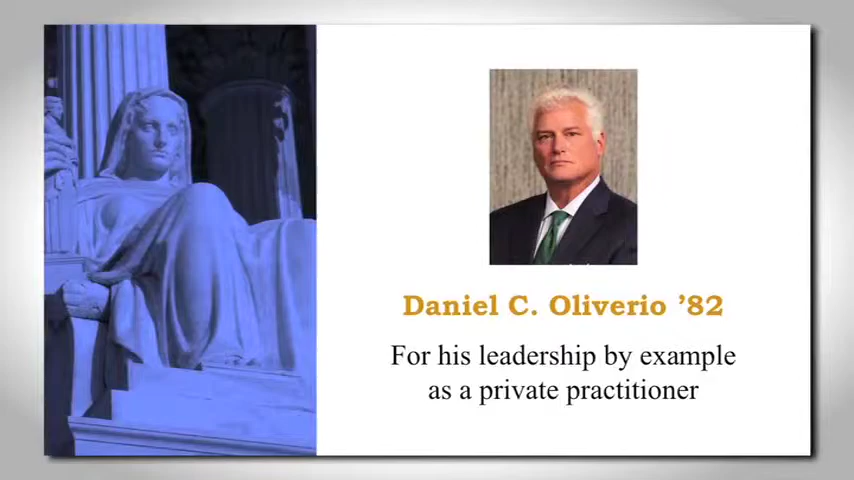 Daniel C. Oliverio ’82
For his leadership by example
as a private practitioner